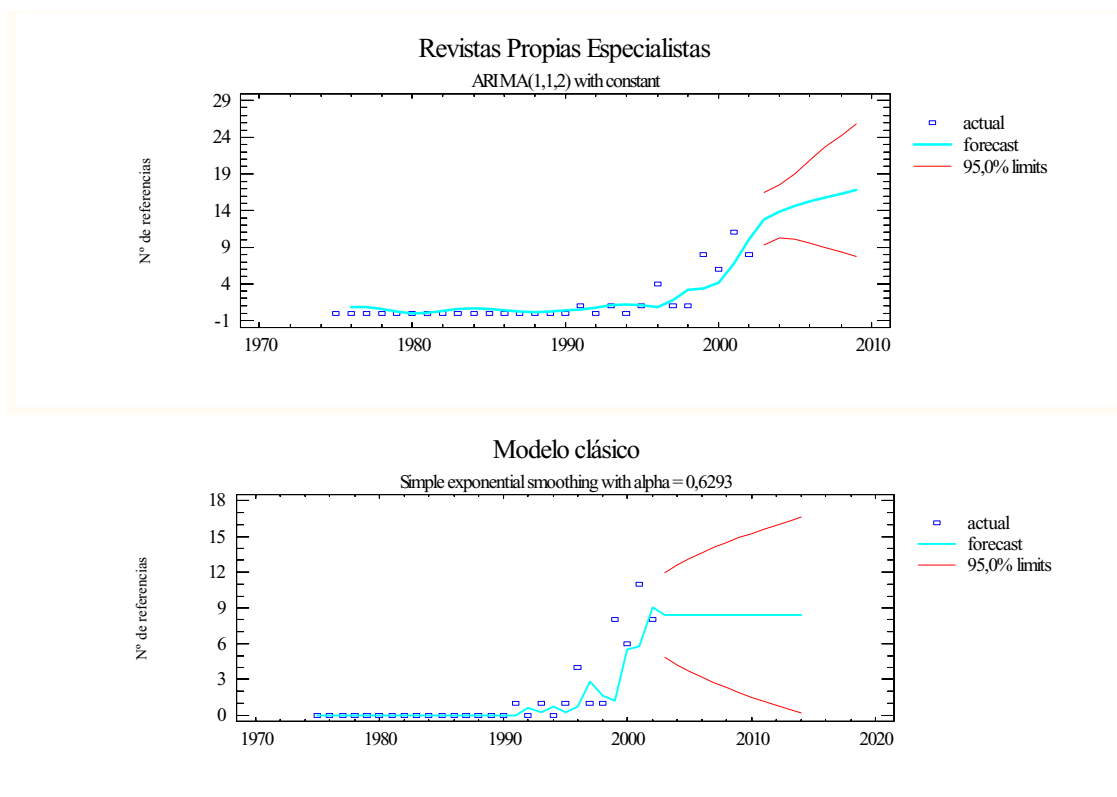 Revistas Propias Especialistas
ARIMA(1,1,2) with constant
29
24
19
14
9
4
-1
Nº de referencias
1970
1980
1990
2000
2010
actual
forecast
95,0% limits
Modelo clásico
Simple exponential smoothing with alpha = 0,6293
18
15
12
9
6
3
0
Nº de referencias
1970
1980
1990
2000
2010
2020
actual
forecast
95,0% limits